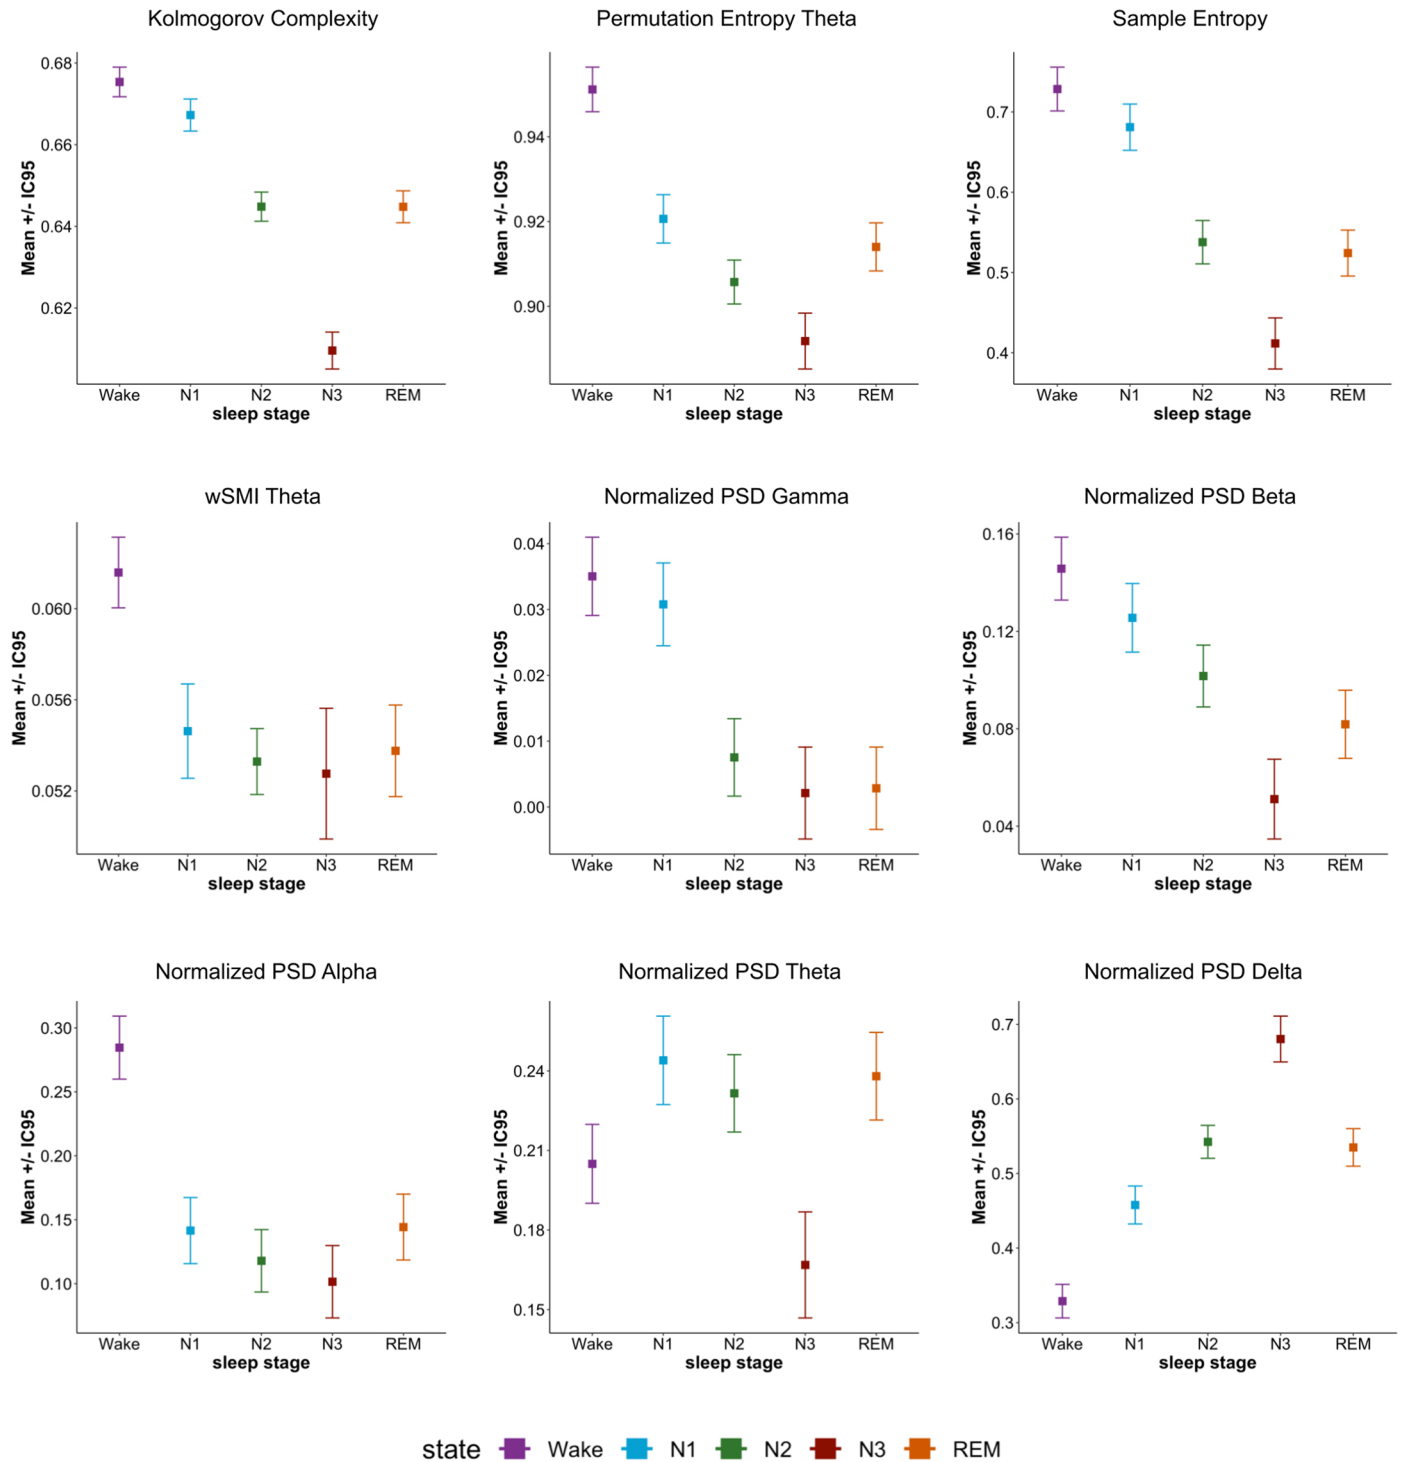 Kolmogorov Complexity
Mean +/- IC95
0.68
0.66
0.64
0.62
Wake N1 N2 N3 REM
sleep stage
Permutation Entropy Theta
Mean +/- IC95
0.94
0.92
0.90
Wake N1 N2 N3 REM
sleep stage
Sample Entropy
Mean +/- IC95
0.7
0.6
0.5
0.4
Wake N1 N2 N3 REM
sleep stage
wSMI Theta
Mean +/- IC95
0.060
0.056
0.052
Wake N1 N2 N3 REM
sleep stage
Normalized PSD Gamma
Mean +/- IC95
0.04
0.03
0.02
0.01
0.00
Wake N1 N2 N3 REM
sleep stage
Normalized PSD Beta
Mean +/- IC95
0.16
0.12
0.08
0.04
Wake N1 N2 N3 REM
sleep stage
Normalized PSD Alpha
Mean +/- IC95
0.30
0.25
0.20
0.15
0.10
Wake N1 N2 N3 REM
sleep stage
Normalized PSD Theta
Mean +/- IC95
0.24
0.21
0.18
0.15
Wake N1 N2 N3 REM
sleep stage
Normalized PSD Delta
Mean +/- IC95
0.7
0.6
0.5
0.4
0.3
Wake N1 N2 N3 REM
sleep stage
state Wake N1 N2 N3 REM